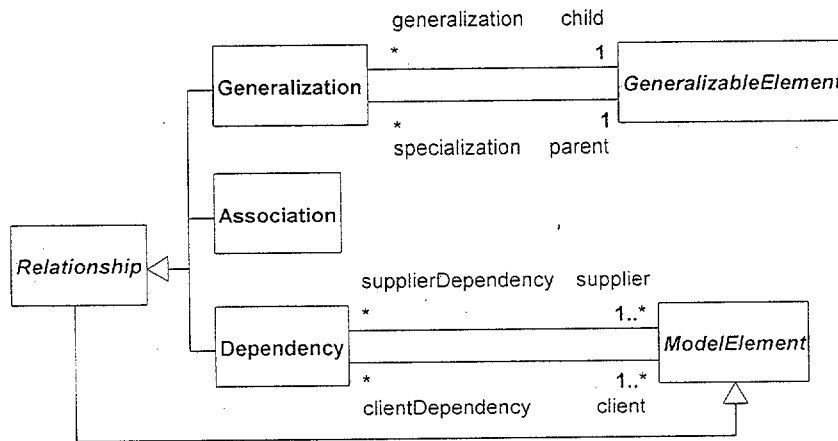 generalization child
* 1
Generalization
GeneralizableElement
* 1
specialization parent
Association
Relationship
supplierDependency supplier
* 1..*
Dependency
ModelElement
* 1..*
clientDependency client